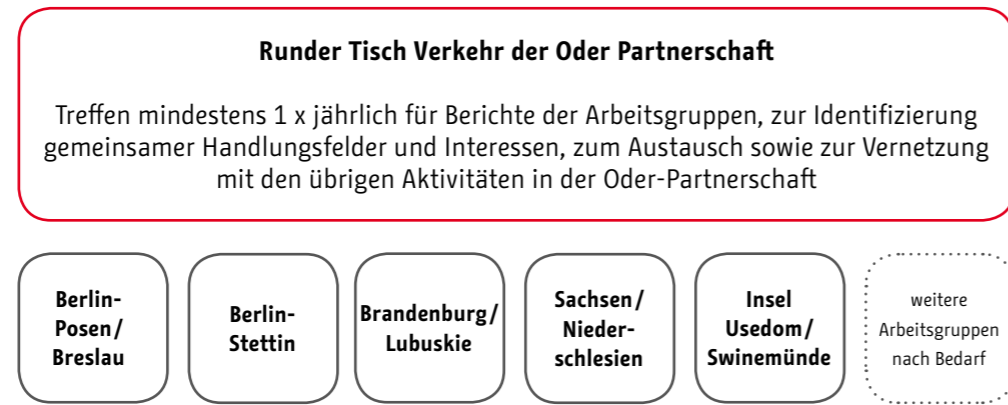 Runder Tisch Verkehr der Oder Partnerschaft
Treffen mindestens 1 x jährlich für Berichte der Arbeitsgruppen, zur Identifizierung
gemeinsamer Handlungsfelder und Interessen, zum Austausch sowie zur Vernetzung
mit den übrigen Aktivitäten in der Oder-Partnerschaft
Berlin-
Posen/
Breslau
Berlin-
Stettin
Brandenburg/
Lubuskie
Sachsen/
Nieder-
schlesien
Insel
Usedom/
Swinemünde
weitere
Arbeitsgruppen
nach Bedarf